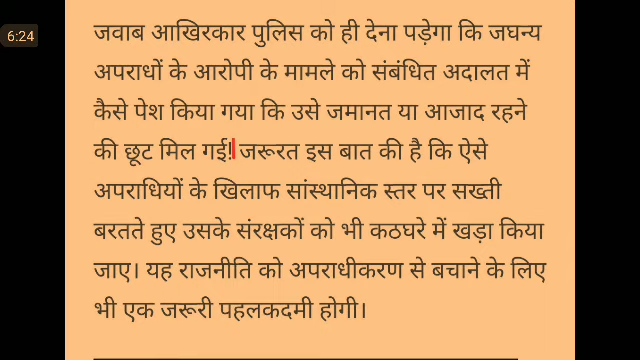 6:24
जवाब आखिरकार पुलिस को ही देना पड़ेगा कि जघन्य
अपराधों के आरोपी के मामले को संबंधित अदालत में
कैसे पेश किया गया कि उसे जमानत या आजाद रहने
की छूट मिल गई! जरूरत इस बात की है कि ऐसे
अपराधियों के खिलाफ सांस्थानिक स्तर पर सख्ती
बरतते हुए उसके संरक्षकों को भी कठघरे में खड़ा किया
जाए। यह राजनीति को अपराधीकरण से बचाने के लिए
भी एक जरूरी पहलकदमी होगी।